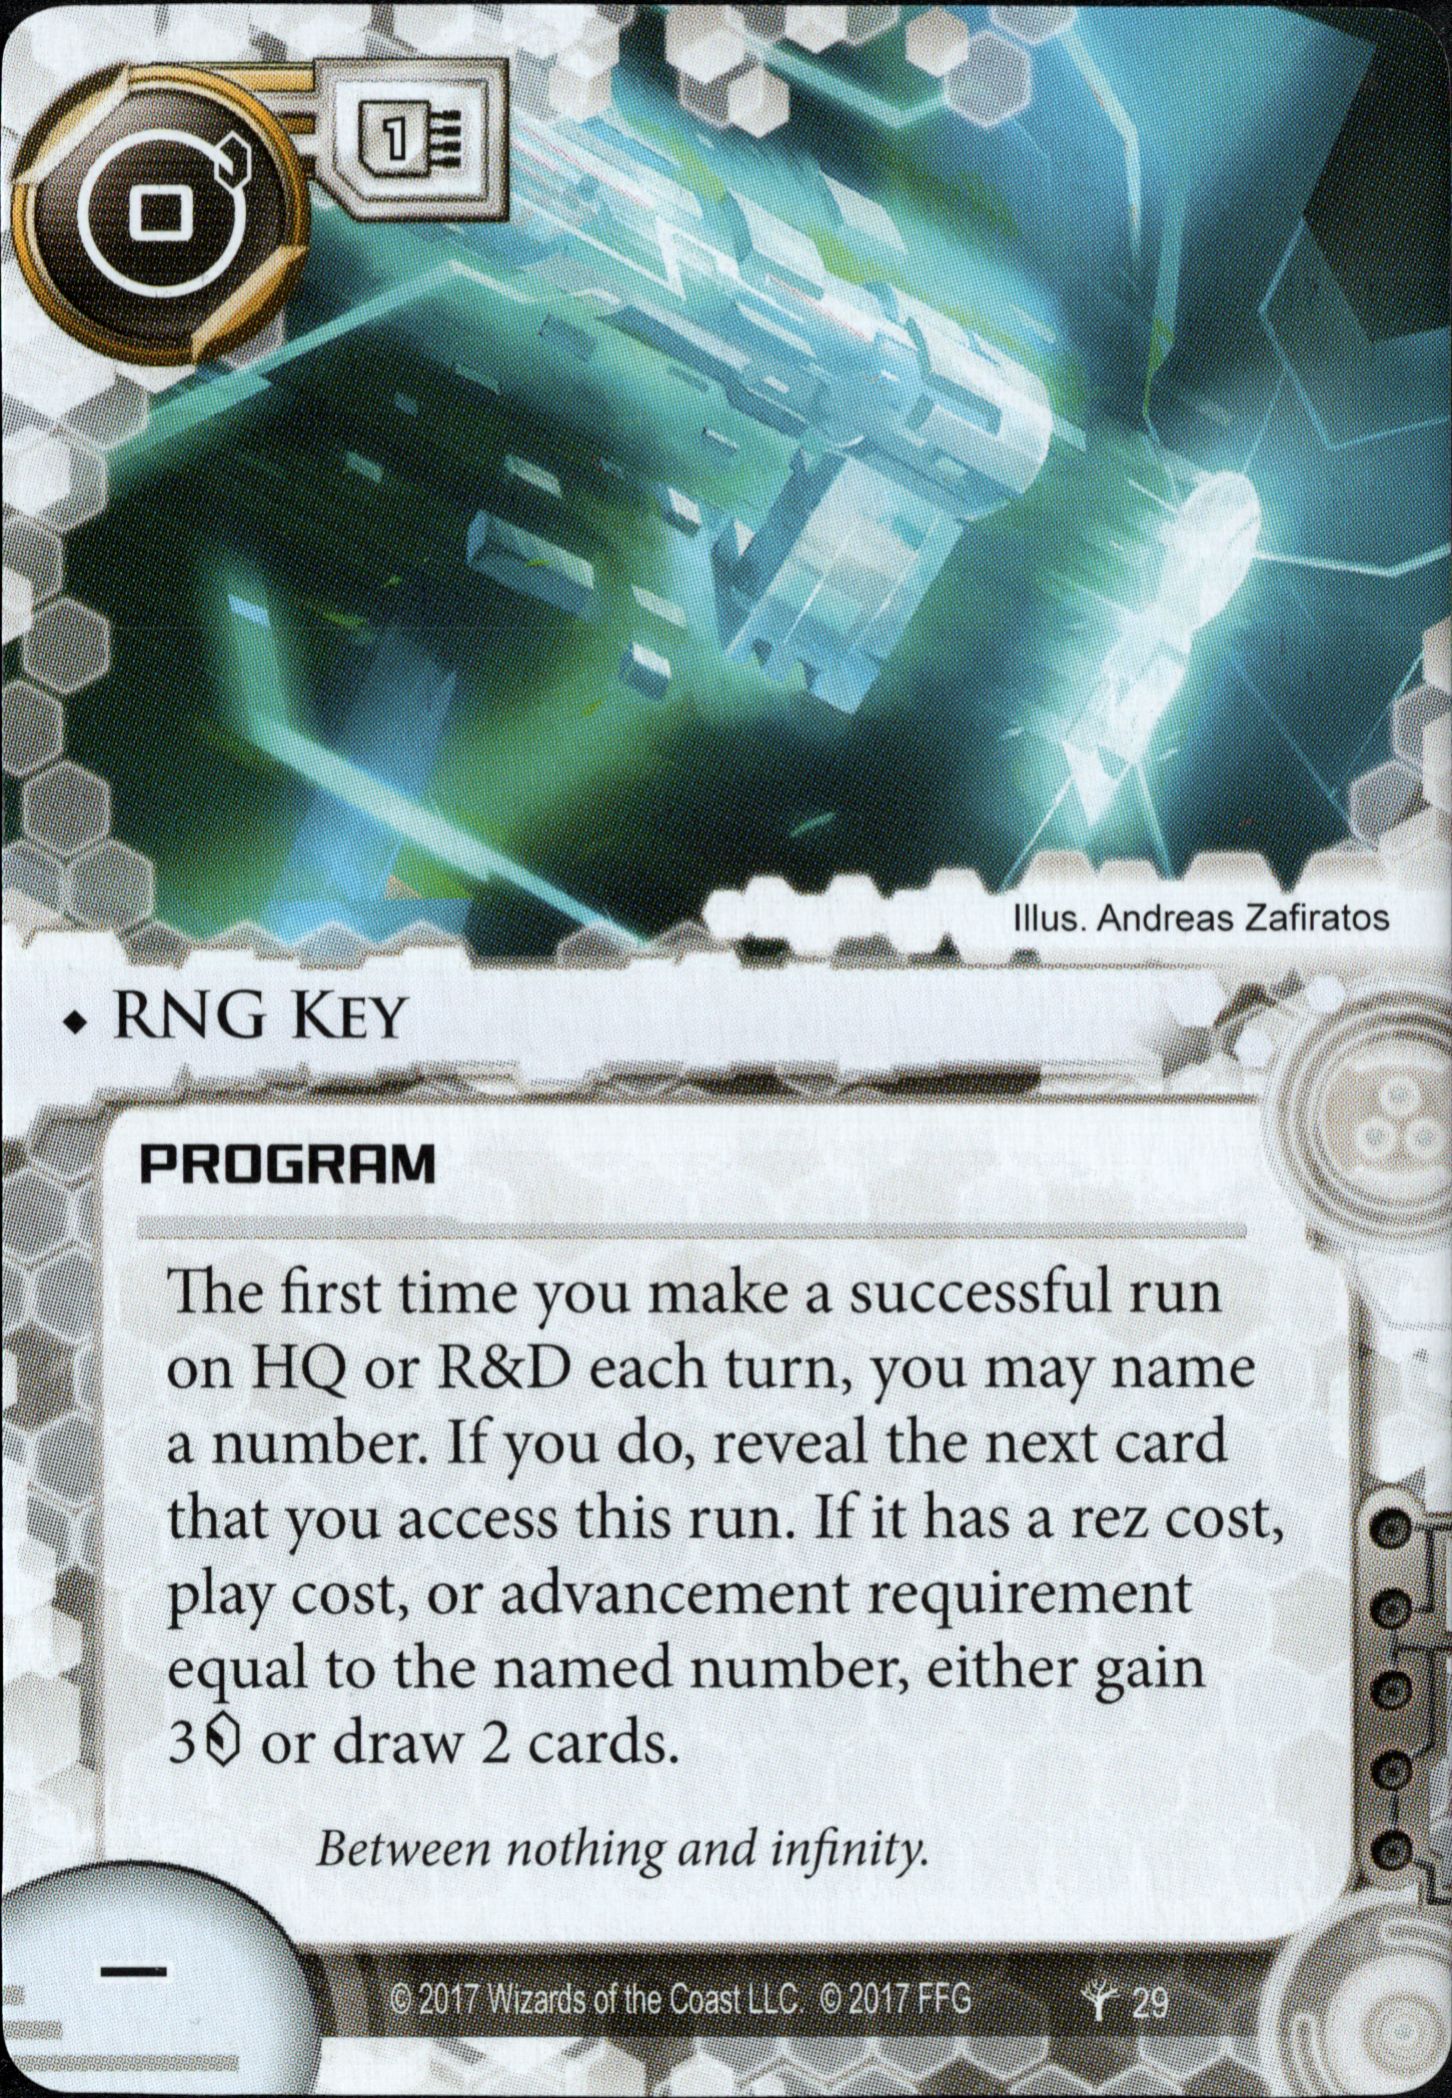 0
1
Illus. Andreas Zafiratos
◆ RNG Key
PROGRAM
The first time you make a successful run
on HQ or R&D each turn, you may name
a number. If you do, reveal the next card
that you access this run. If it has a rez cost,
play cost, or advancement requirement
equal to the named number, either gain
3 or draw 2 cards.
Between nothing and infinity.
–
© 2017 Wizards of the Coast LLC. © 2017 FFG 29